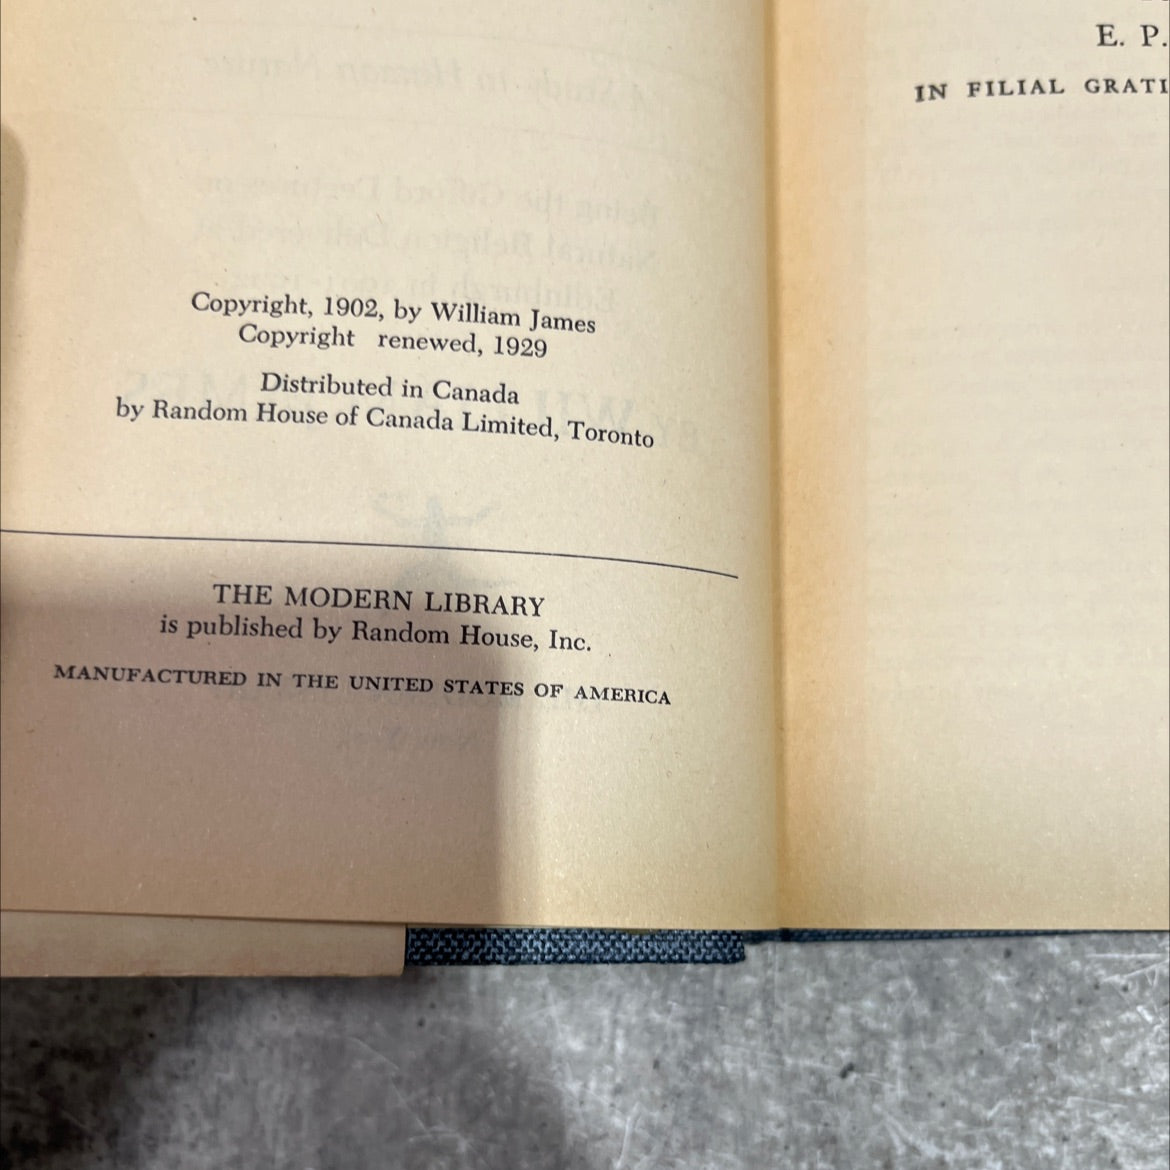 Copyright, 1902, by William James
Copyright renewed, 1929
Distributed in Canada
by Random House of Canada Limited, Toronto
THE MODERN LIBRARY
is published by Random House, Inc.
MANUFACTURED IN THE UNITED STATES OF AMERICA
E. P.
IN FILIAL GRATI